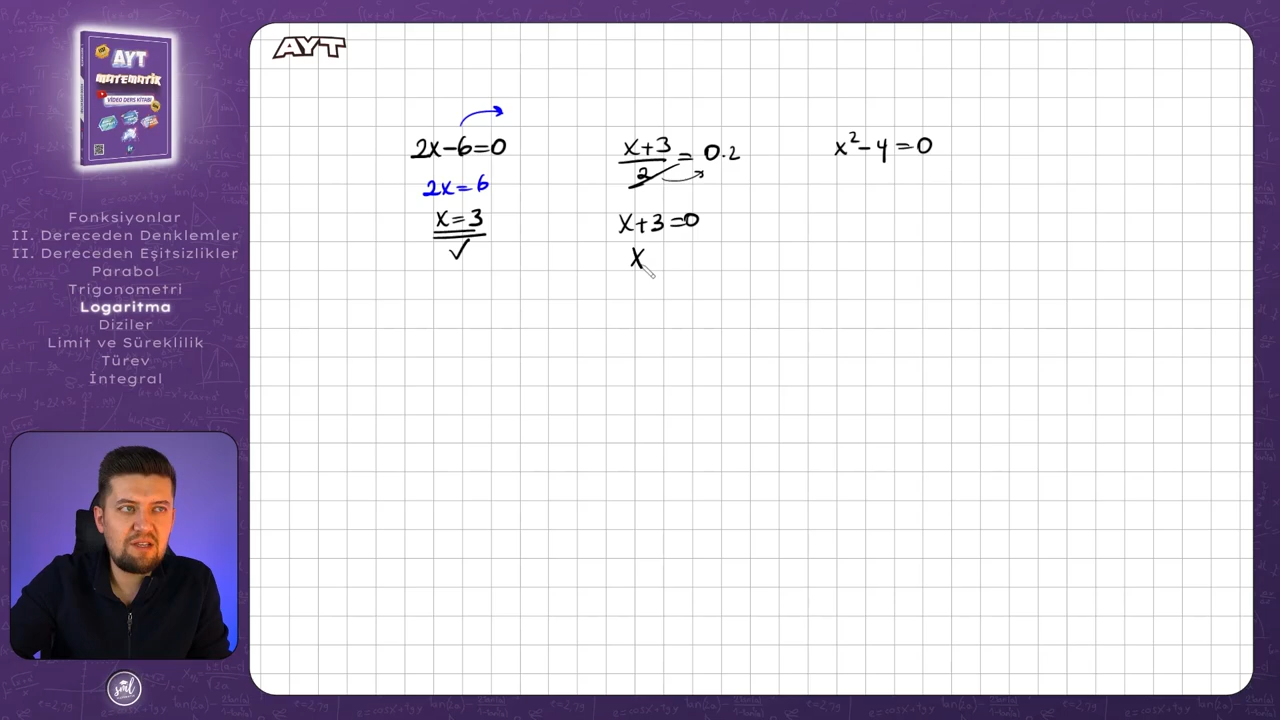 AYT
MATEMATİK
VİDEO DERS KİTABI
Fonksiyonlar
II. Dereceden Denklemler
II. Dereceden Eşitsizlikler
Parabol
Trigonometri
Logaritma
Diziler
Limit ve Süreklilik
Türev
İntegral
sml
AYT
2x-6=0
2x=6
x=3
✓
x+3/2 = 0.2
x+3=0
x
x²-4=0